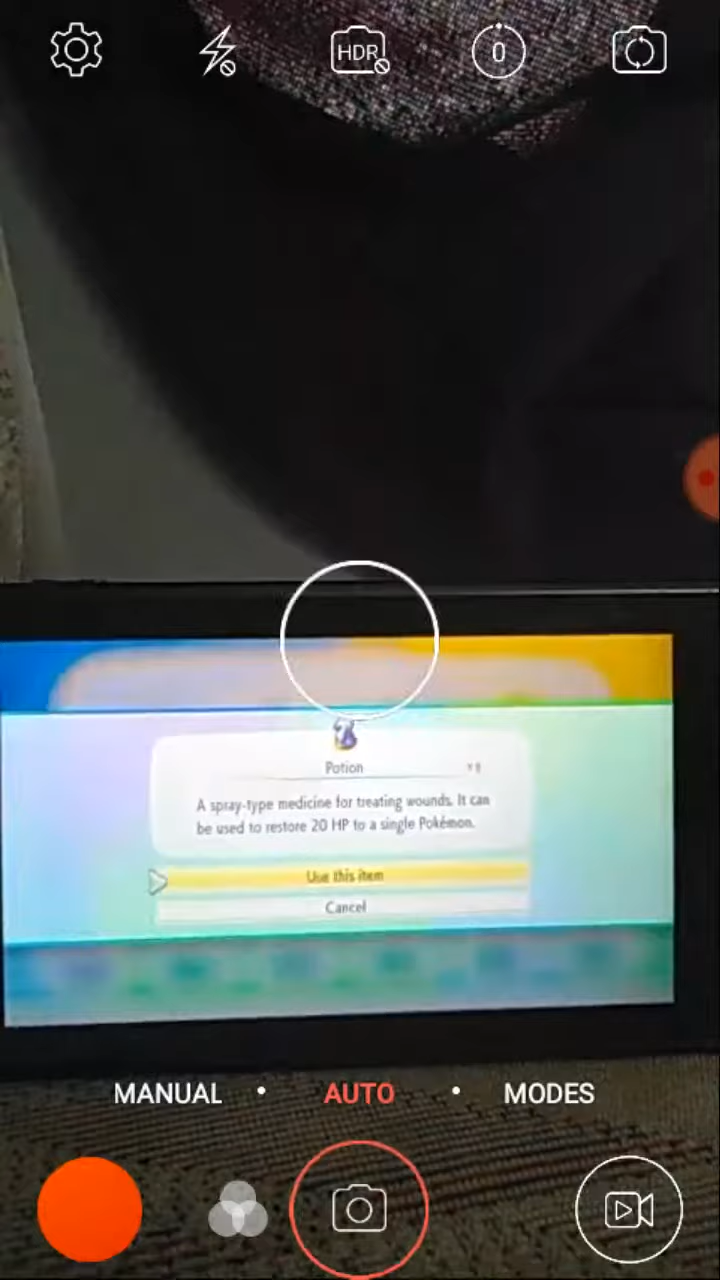 HDR
0
Potion
A spray-type medicine for treating wounds. It can
be used to restore 20 HP to a single Pokémon.
Use this item
Cancel
MANUAL • AUTO • MODES